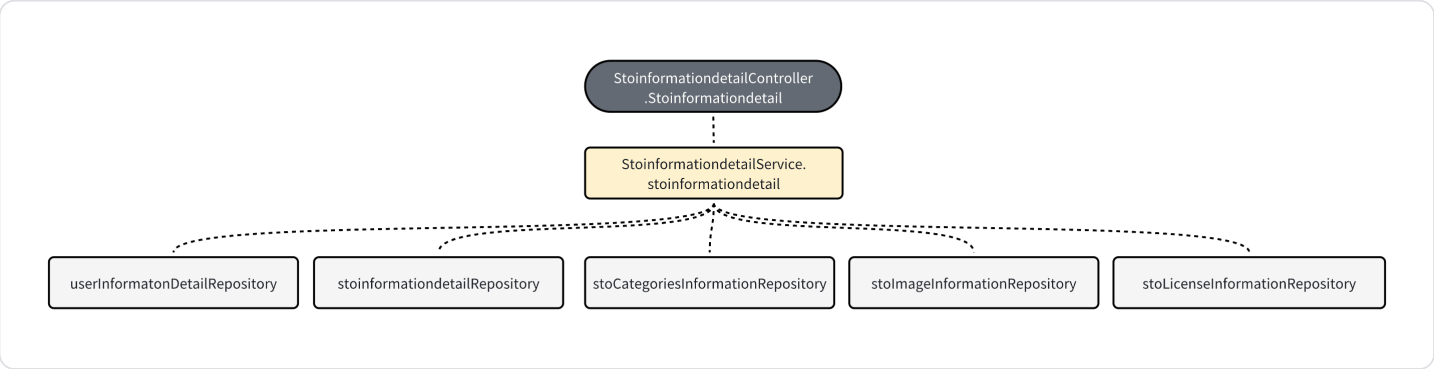 StoinformationdetailController
.Stoinformationdetail
StoinformationdetailService.
stoinformationdetail
userInformatonDetailRepository
stoinformationdetailRepository
stoCategoriesInformationRepository
stoImageInformationRepository
stoLicenseInformationRepository